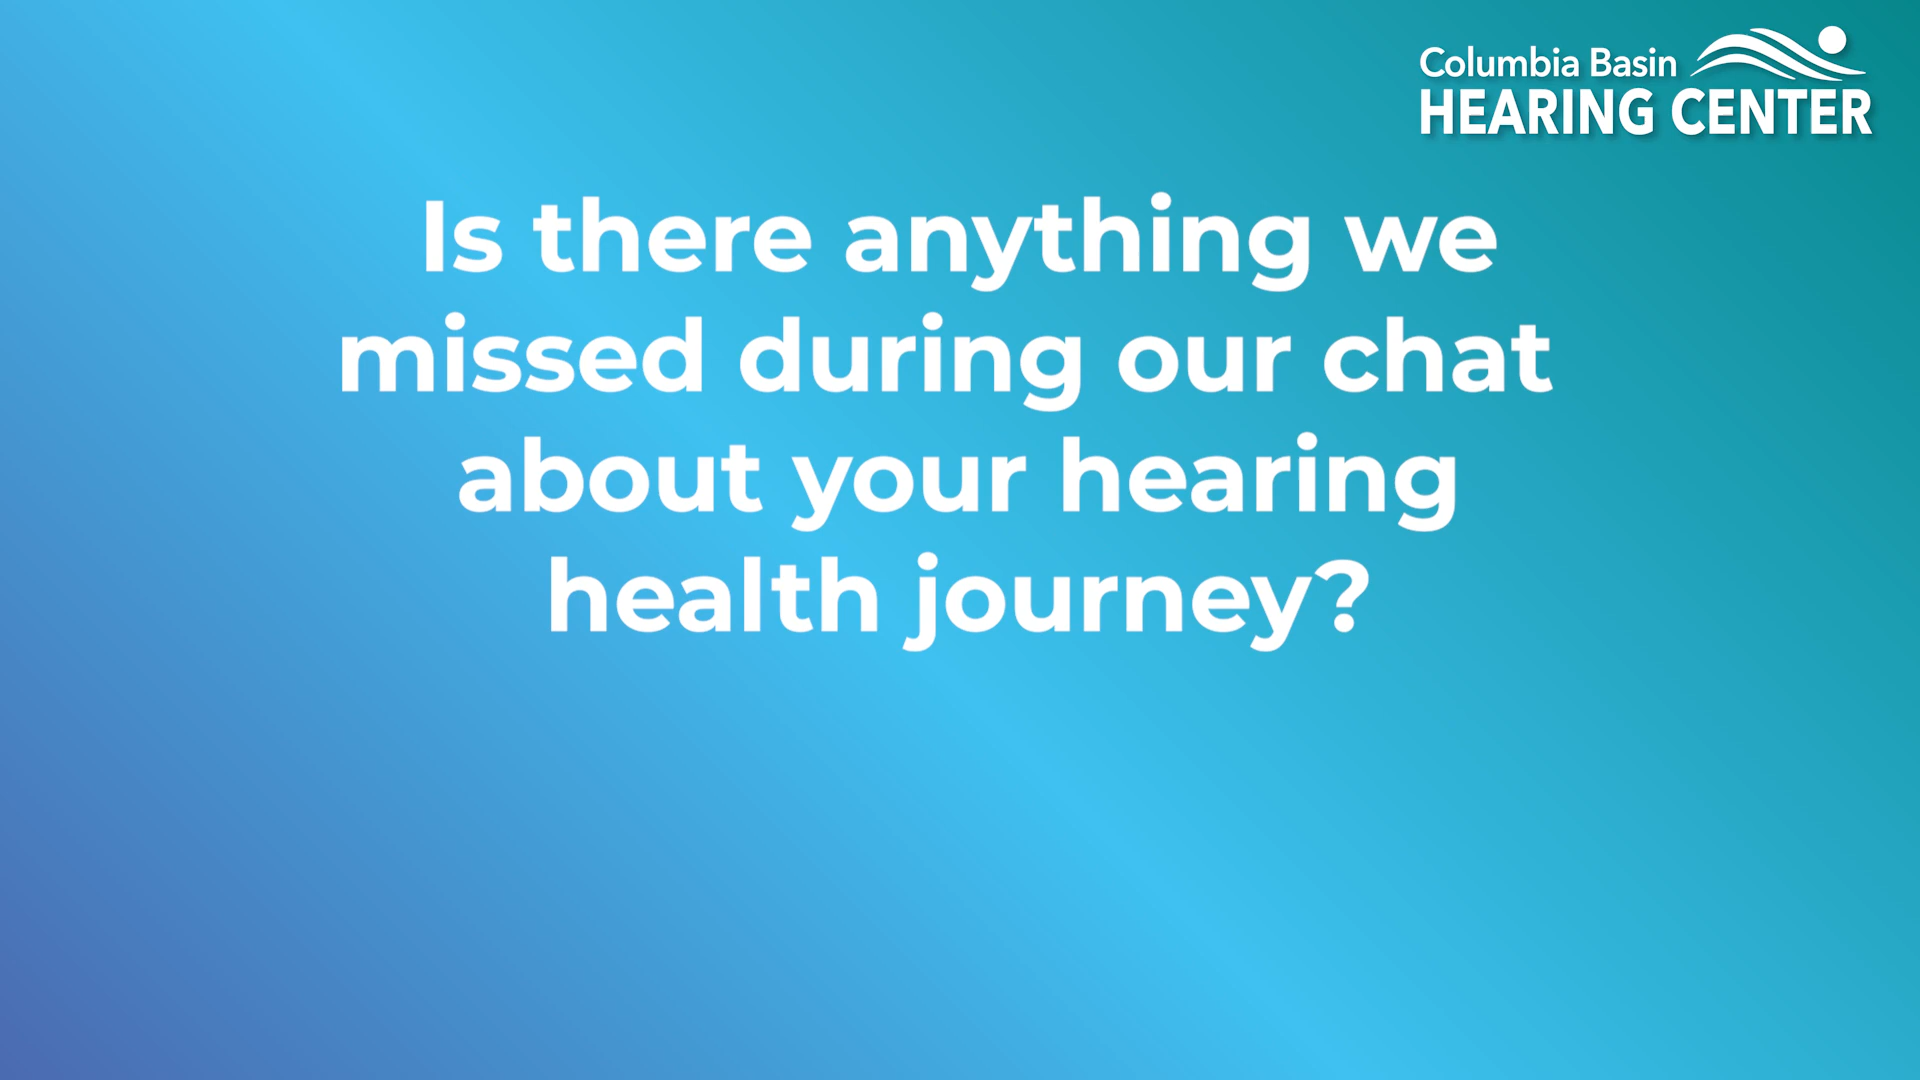 Columbia Basin
HEARING CENTER
Is there anything we
missed during our chat
about your hearing
health journey?